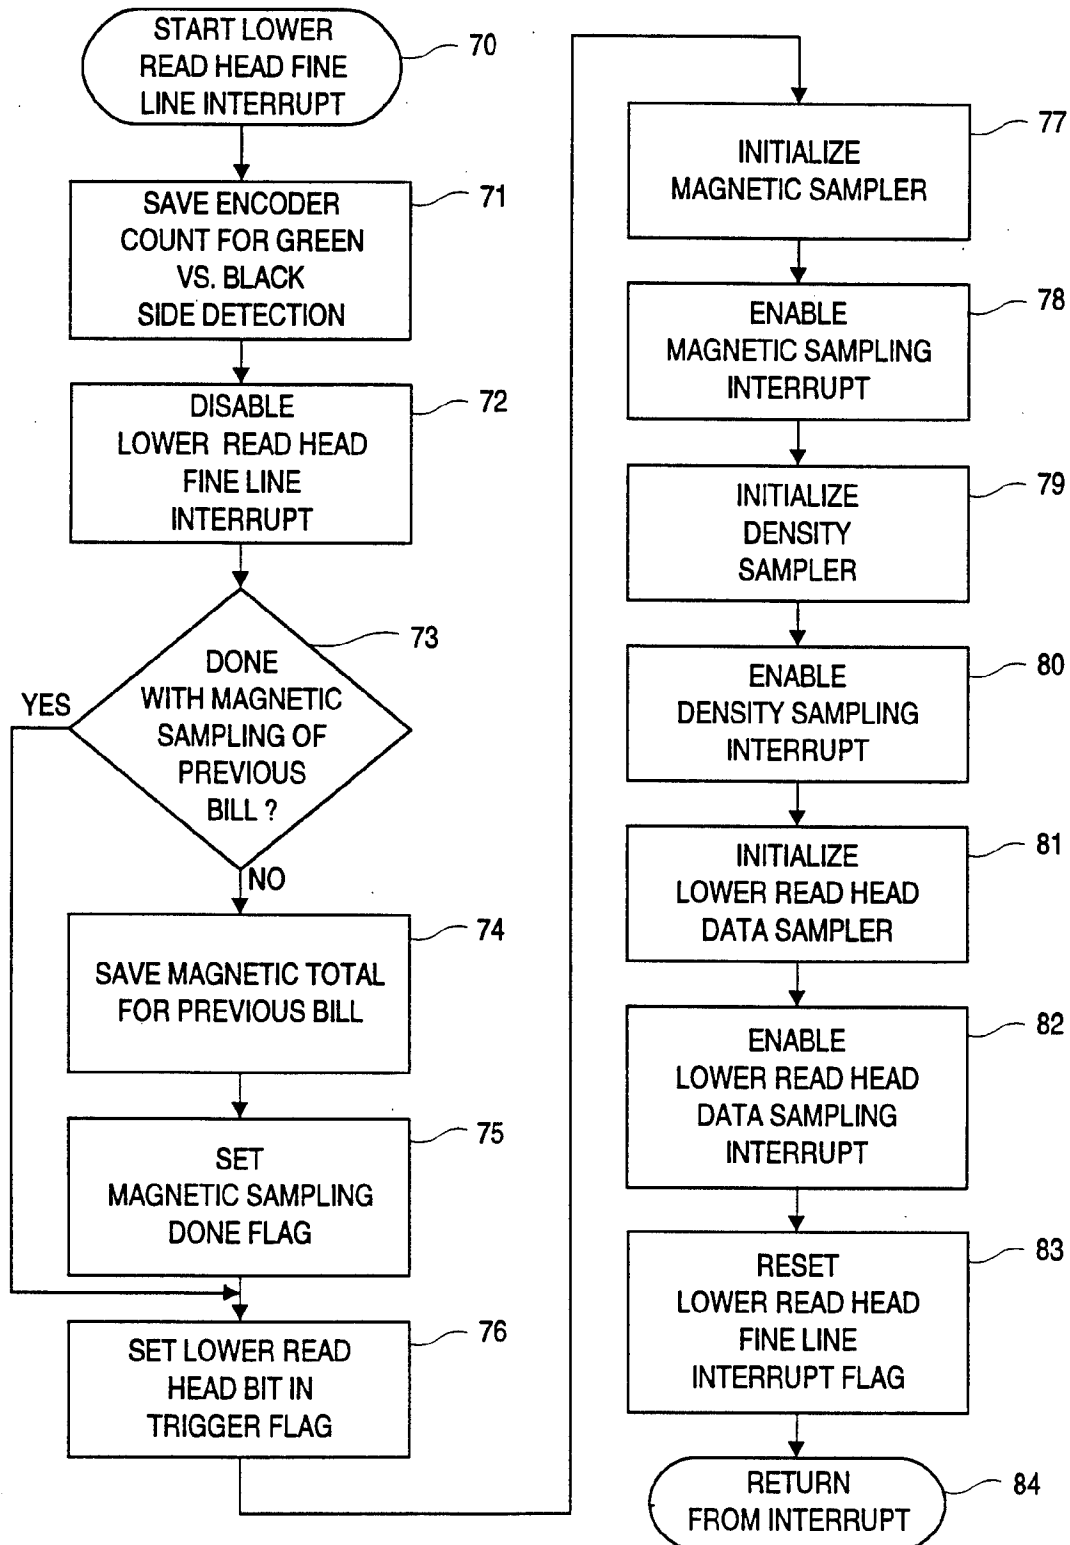 START LOWER
READ HEAD FINE
LINE INTERRUPT
70
SAVE ENCODER
COUNT FOR GREEN
VS. BLACK
SIDE DETECTION
71
DISABLE
LOWER READ HEAD
FINE LINE
INTERRUPT
72
DONE
WITH MAGNETIC
SAMPLING OF
PREVIOUS
BILL ?
73
YES
NO
SAVE MAGNETIC TOTAL
FOR PREVIOUS BILL
74
SET
MAGNETIC SAMPLING
DONE FLAG
75
SET LOWER READ
HEAD BIT IN
TRIGGER FLAG
76
INITIALIZE
MAGNETIC SAMPLER
77
ENABLE
MAGNETIC SAMPLING
INTERRUPT
78
INITIALIZE
DENSITY
SAMPLER
79
ENABLE
DENSITY SAMPLING
INTERRUPT
80
INITIALIZE
LOWER READ HEAD
DATA SAMPLER
81
ENABLE
LOWER READ HEAD
DATA SAMPLING
INTERRUPT
82
RESET
LOWER READ HEAD
FINE LINE
INTERRUPT FLAG
83
RETURN
FROM INTERRUPT
84